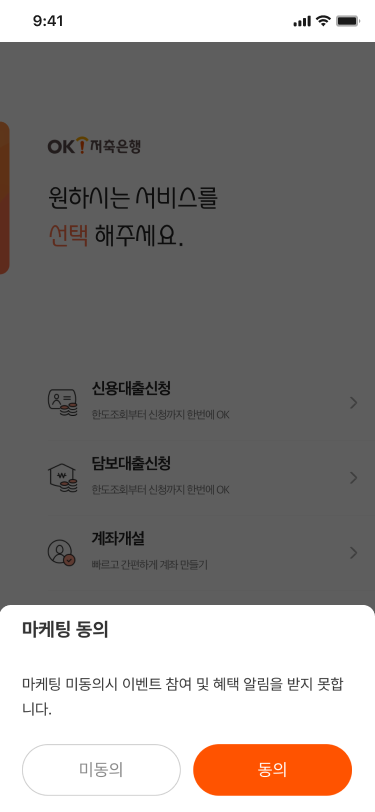 9:41
OK! 저축은행
원하시는 서비스를
선택 해주세요.
신용대출신청
한도조회부터 신청까지 한번에 OK
담보대출신청
한도조회부터 신청까지 한번에 OK
계좌개설
빠르고 간편하게 계좌 만들기
마케팅 동의
마케팅 미동의시 이벤트 참여 및 혜택 알림을 받지 못합
니다.
미동의
동의